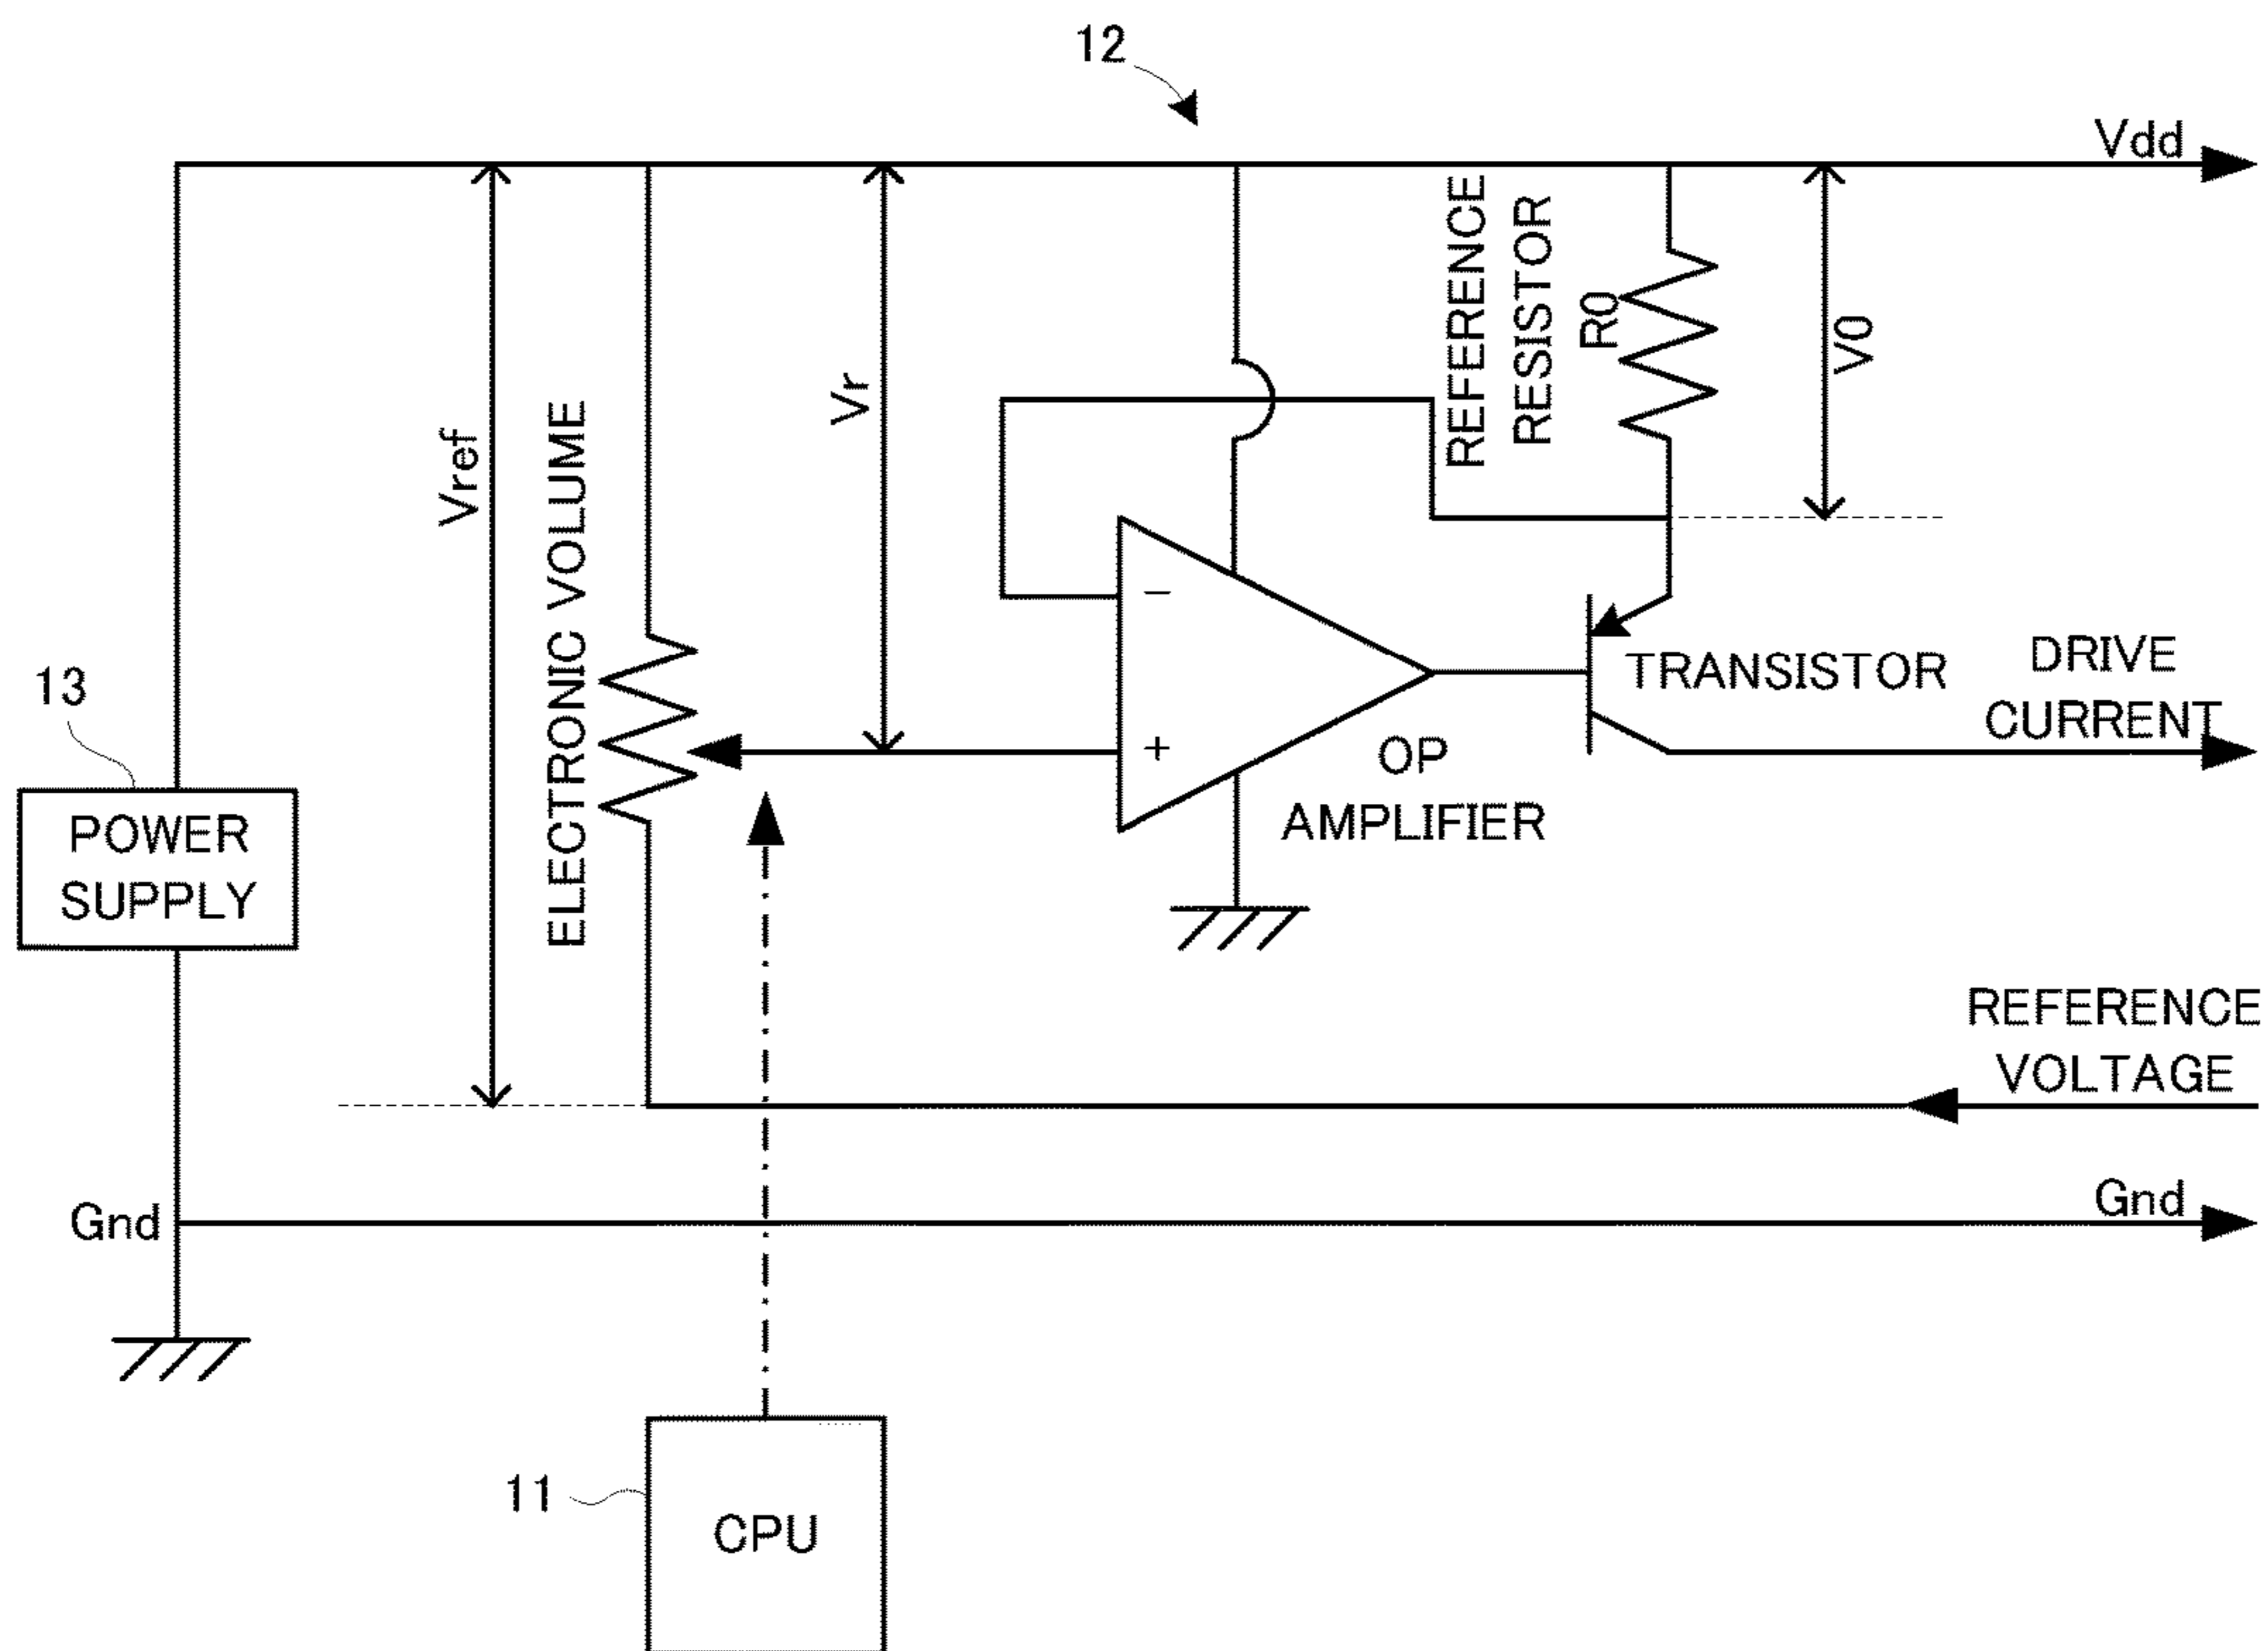 12
Vdd
REFERENCE
RESISTOR
R0
V0
Vr
Vref
ELECTRONIC VOLUME
−
+
TRANSISTOR
DRIVE
CURRENT
OP
AMPLIFIER
13
POWER
SUPPLY
REFERENCE
VOLTAGE
Gnd
Gnd
11
CPU